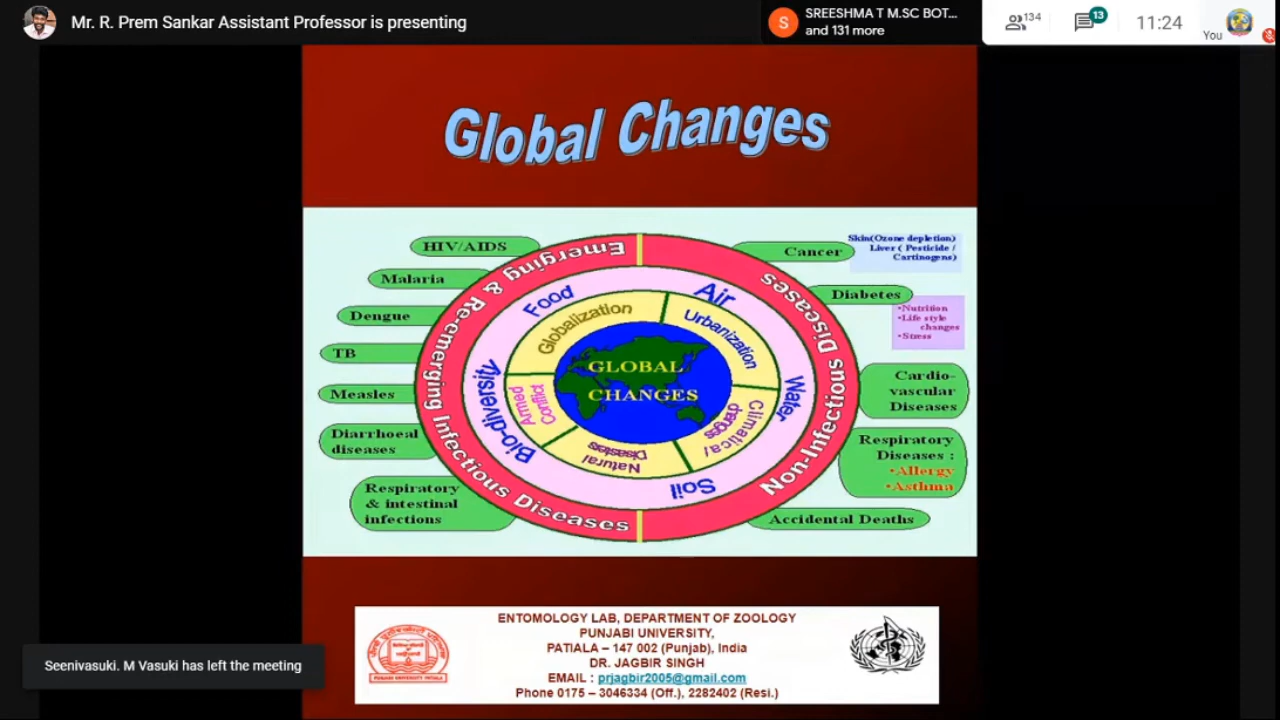 Mr. R. Prem Sankar Assistant Professor is presenting
S
SREESHMA T M.SC BOT...
and 131 more
134
13
11:24
You
Global Changes
Emerging & Re-emerging Infectious Diseases
Non-Infectious Diseases
HIV/AIDS
Malaria
Dengue
TB
Measles
Diarrhoeal
diseases
Respiratory
& intestinal
infections
Food
Air
Water
Soil
Bio-diversity
Globalization
Urbanization
Climatical
changes
Natural
Disasters
Armed
Conflict
GLOBAL
CHANGES
Cancer
Skin(Ozone depletion)
Liver ( Pesticide /
Cartinogens)
Diabetes
•Nutrition
•Life style
changes
•Stress
Cardio-
vascular
Diseases
Respiratory
Diseases :
•Allergy
•Asthma
Accidental Deaths
ENTOMOLOGY LAB, DEPARTMENT OF ZOOLOGY
PUNJABI UNIVERSITY,
PATIALA – 147 002 (Punjab), India
DR. JAGBIR SINGH
EMAIL : prjagbir2005@gmail.com
Phone 0175 – 3046334 (Off.), 2282402 (Resi.)
PUNJABI UNIVERSITY PATIALA
Seenivasuki. M Vasuki has left the meeting